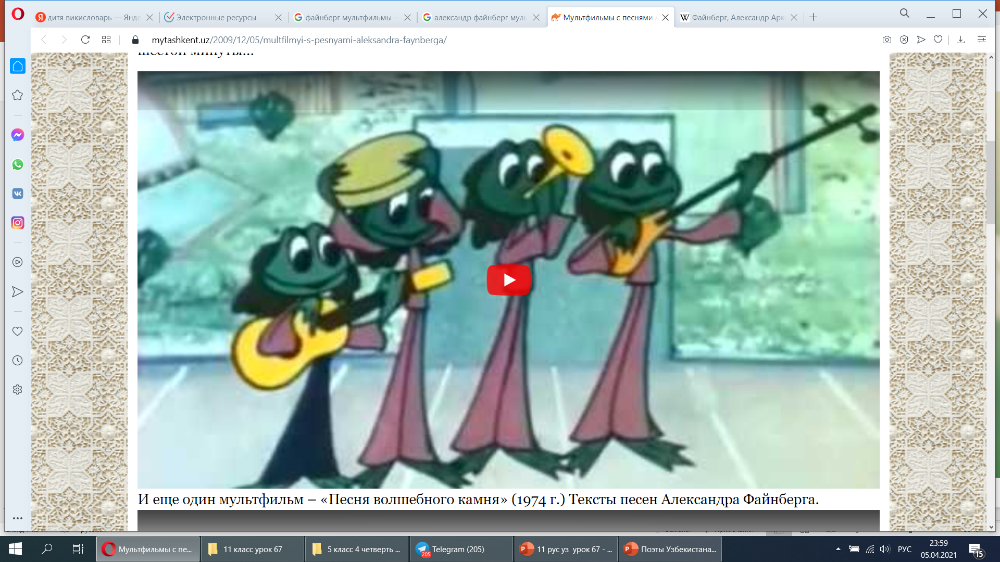 дитя викисловарь — Янде
Электронные ресурсы
файнберг мультфильмы –
александр файнберг муль
Мультфильмы с песнями А
Файнберг, Александр Арк
mytashkent.uz/2009/12/05/multfilmyi-s-pesnyami-aleksandra-faynberga/
шестой минуты…
И еще один мультфильм – «Песня волшебного камня» (1974 г.) Тексты песен Александра Файнберга.
Мультфильмы с пе...
11 класс урок 67
5 класс 4 четверть ...
Telegram (205)
205
11 рус уз урок 67 - ...
Поэты Узбекистана...
РУС
23:59
05.04.2021
15